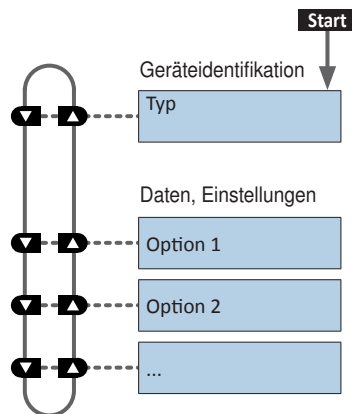 Start
Geräteidentifikation
Typ
Daten, Einstellungen
Option 1
Option 2
...